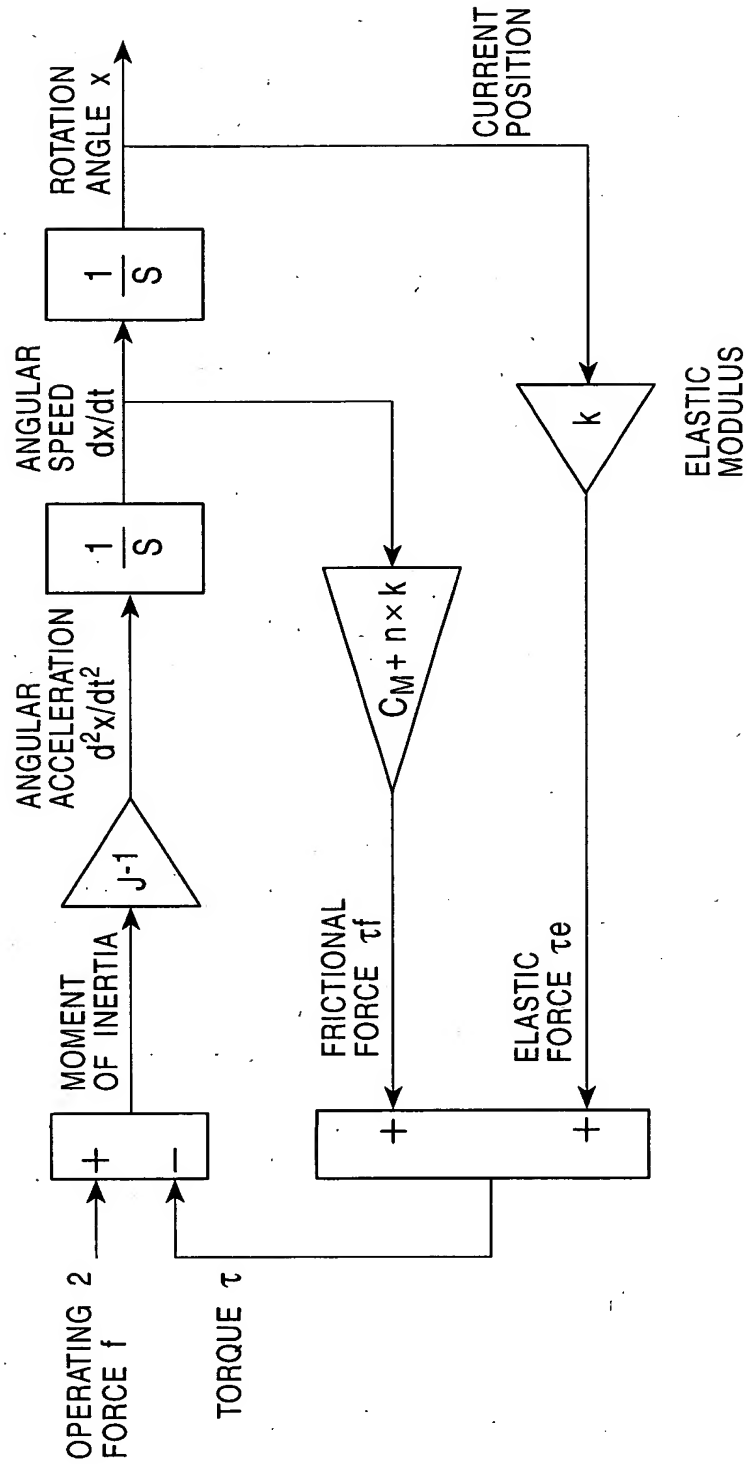 OPERATING 2
FORCE f
+
−
MOMENT
OF INERTIA
J-1
ANGULAR
ACCELERATION
d²x/dt²
1
S
ANGULAR
SPEED
dx/dt
1
S
ROTATION
ANGLE x
TORQUE τ
+
+
FRICTIONAL
FORCE τf
CM + n × k
ELASTIC
FORCE τe
k
ELASTIC
MODULUS
CURRENT
POSITION